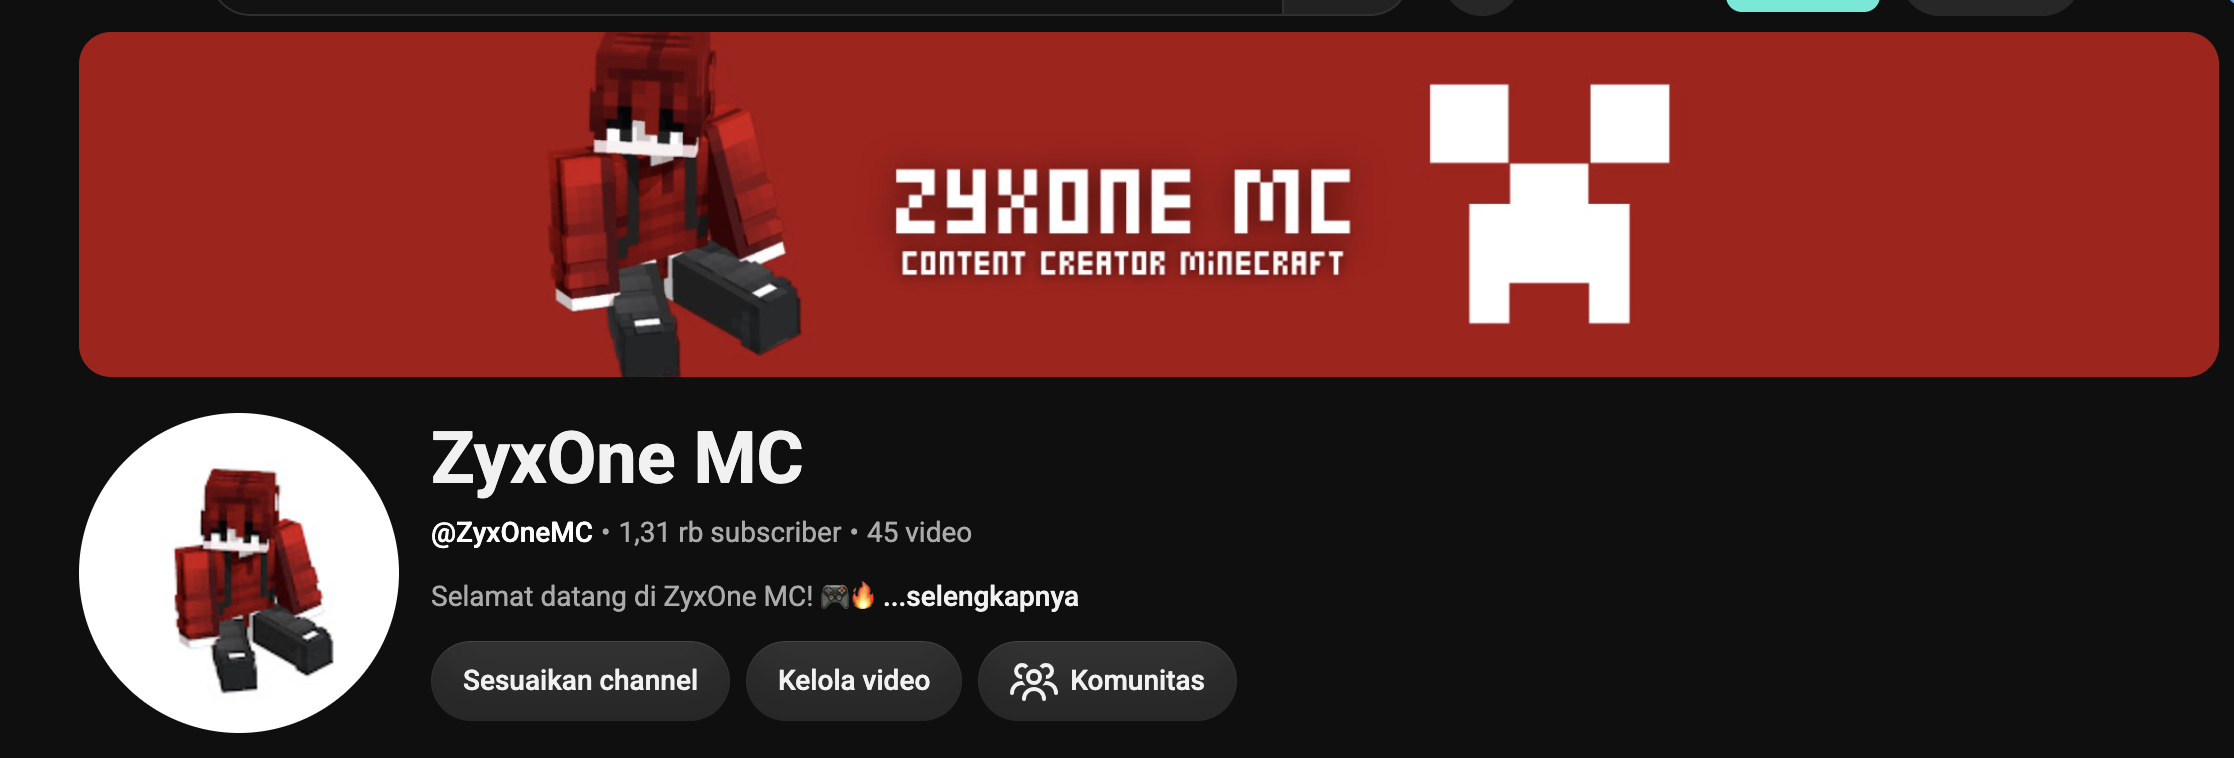 ZYXONE MC
CONTENT CREATOR MiNECRAFT
ZyxOne MC
@ZyxOneMC • 1,31 rb subscriber • 45 video
Selamat datang di ZyxOne MC! 🎮🔥 ...selengkapnya
Sesuaikan channel
Kelola video
Komunitas